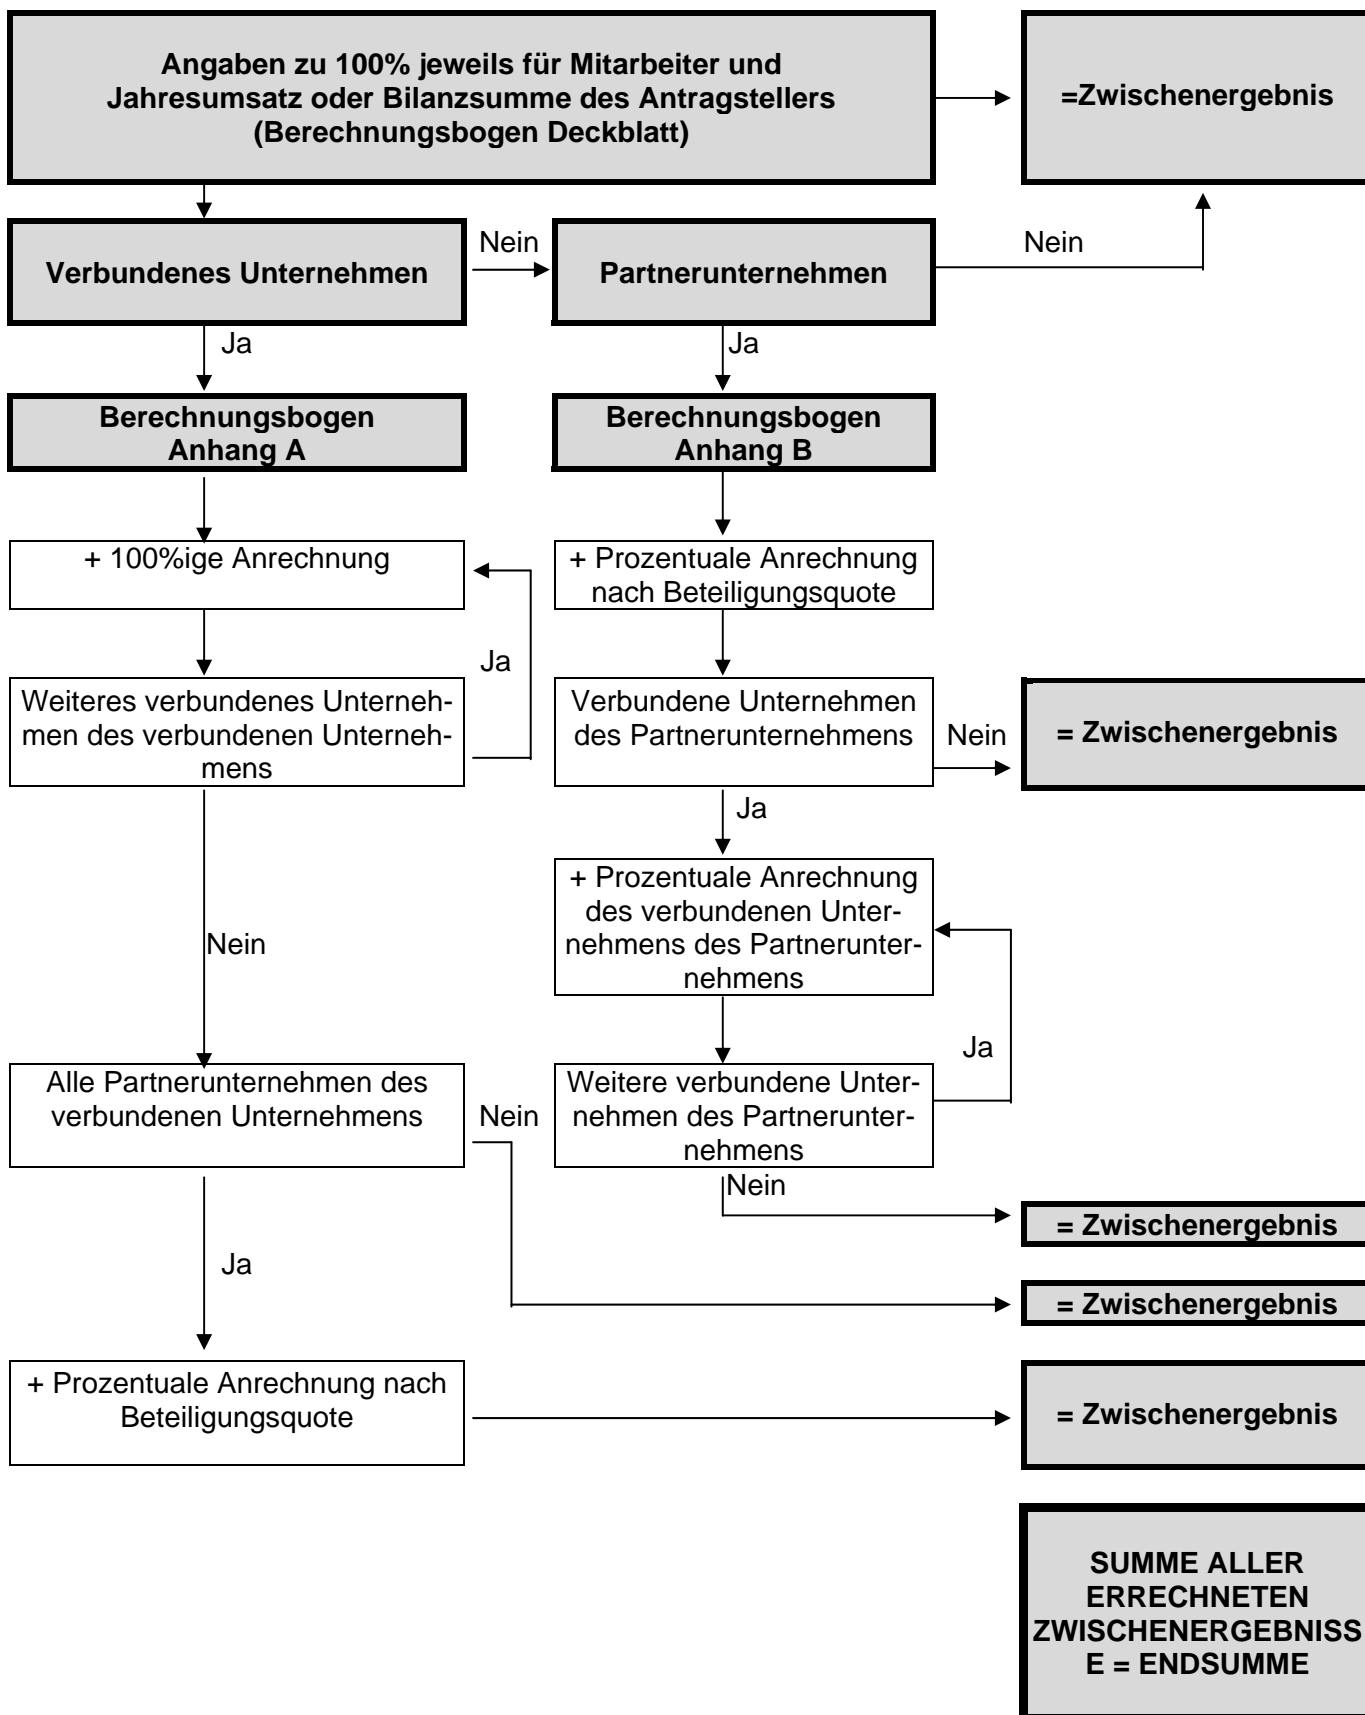 Angaben zu 100% jeweils für Mitarbeiter und
Jahresumsatz oder Bilanzsumme des Antragstellers
(Berechnungsbogen Deckblatt)
=Zwischenergebnis
Verbundenes Unternehmen
Nein
Partnerunternehmen
Nein
Ja
Ja
Berechnungsbogen
Anhang A
Berechnungsbogen
Anhang B
+ 100%ige Anrechnung
+ Prozentuale Anrechnung
nach Beteiligungsquote
Ja
Weiteres verbundenes Unterneh-
men des verbundenen Unterneh-
mens
Verbundene Unternehmen
des Partnerunternehmens
Nein
= Zwischenergebnis
Ja
+ Prozentuale Anrechnung
des verbundenen Unter-
nehmens des Partnerunter-
nehmens
Nein
Ja
Alle Partnerunternehmen des
verbundenen Unternehmens
Nein
Weitere verbundene Unter-
nehmen des Partnerunter-
nehmens
Nein
= Zwischenergebnis
Ja
= Zwischenergebnis
+ Prozentuale Anrechnung nach
Beteiligungsquote
= Zwischenergebnis
SUMME ALLER
ERRECHNETEN
ZWISCHENERGEBNISS
E = ENDSUMME